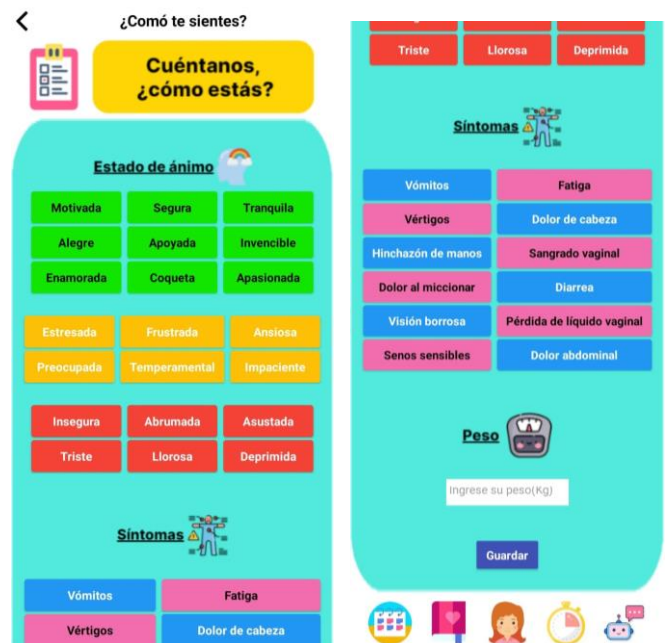 ¿Comó te sientes?
Cuéntanos,
¿cómo estás?
Estado de ánimo
Motivada Segura Tranquila
Alegre Apoyada Invencible
Enamorada Coqueta Apasionada
Estresada Frustrada Ansiosa
Preocupada Temperamental Impaciente
Insegura Abrumada Asustada
Triste Llorosa Deprimida
Síntomas
Vómitos Fatiga
Vértigos Dolor de cabeza
Triste Llorosa Deprimida
Síntomas
Vómitos Fatiga
Vértigos Dolor de cabeza
Hinchazón de manos Sangrado vaginal
Dolor al miccionar Diarrea
Visión borrosa Pérdida de líquido vaginal
Senos sensibles Dolor abdominal
Peso
Ingrese su peso(Kg)
Guardar